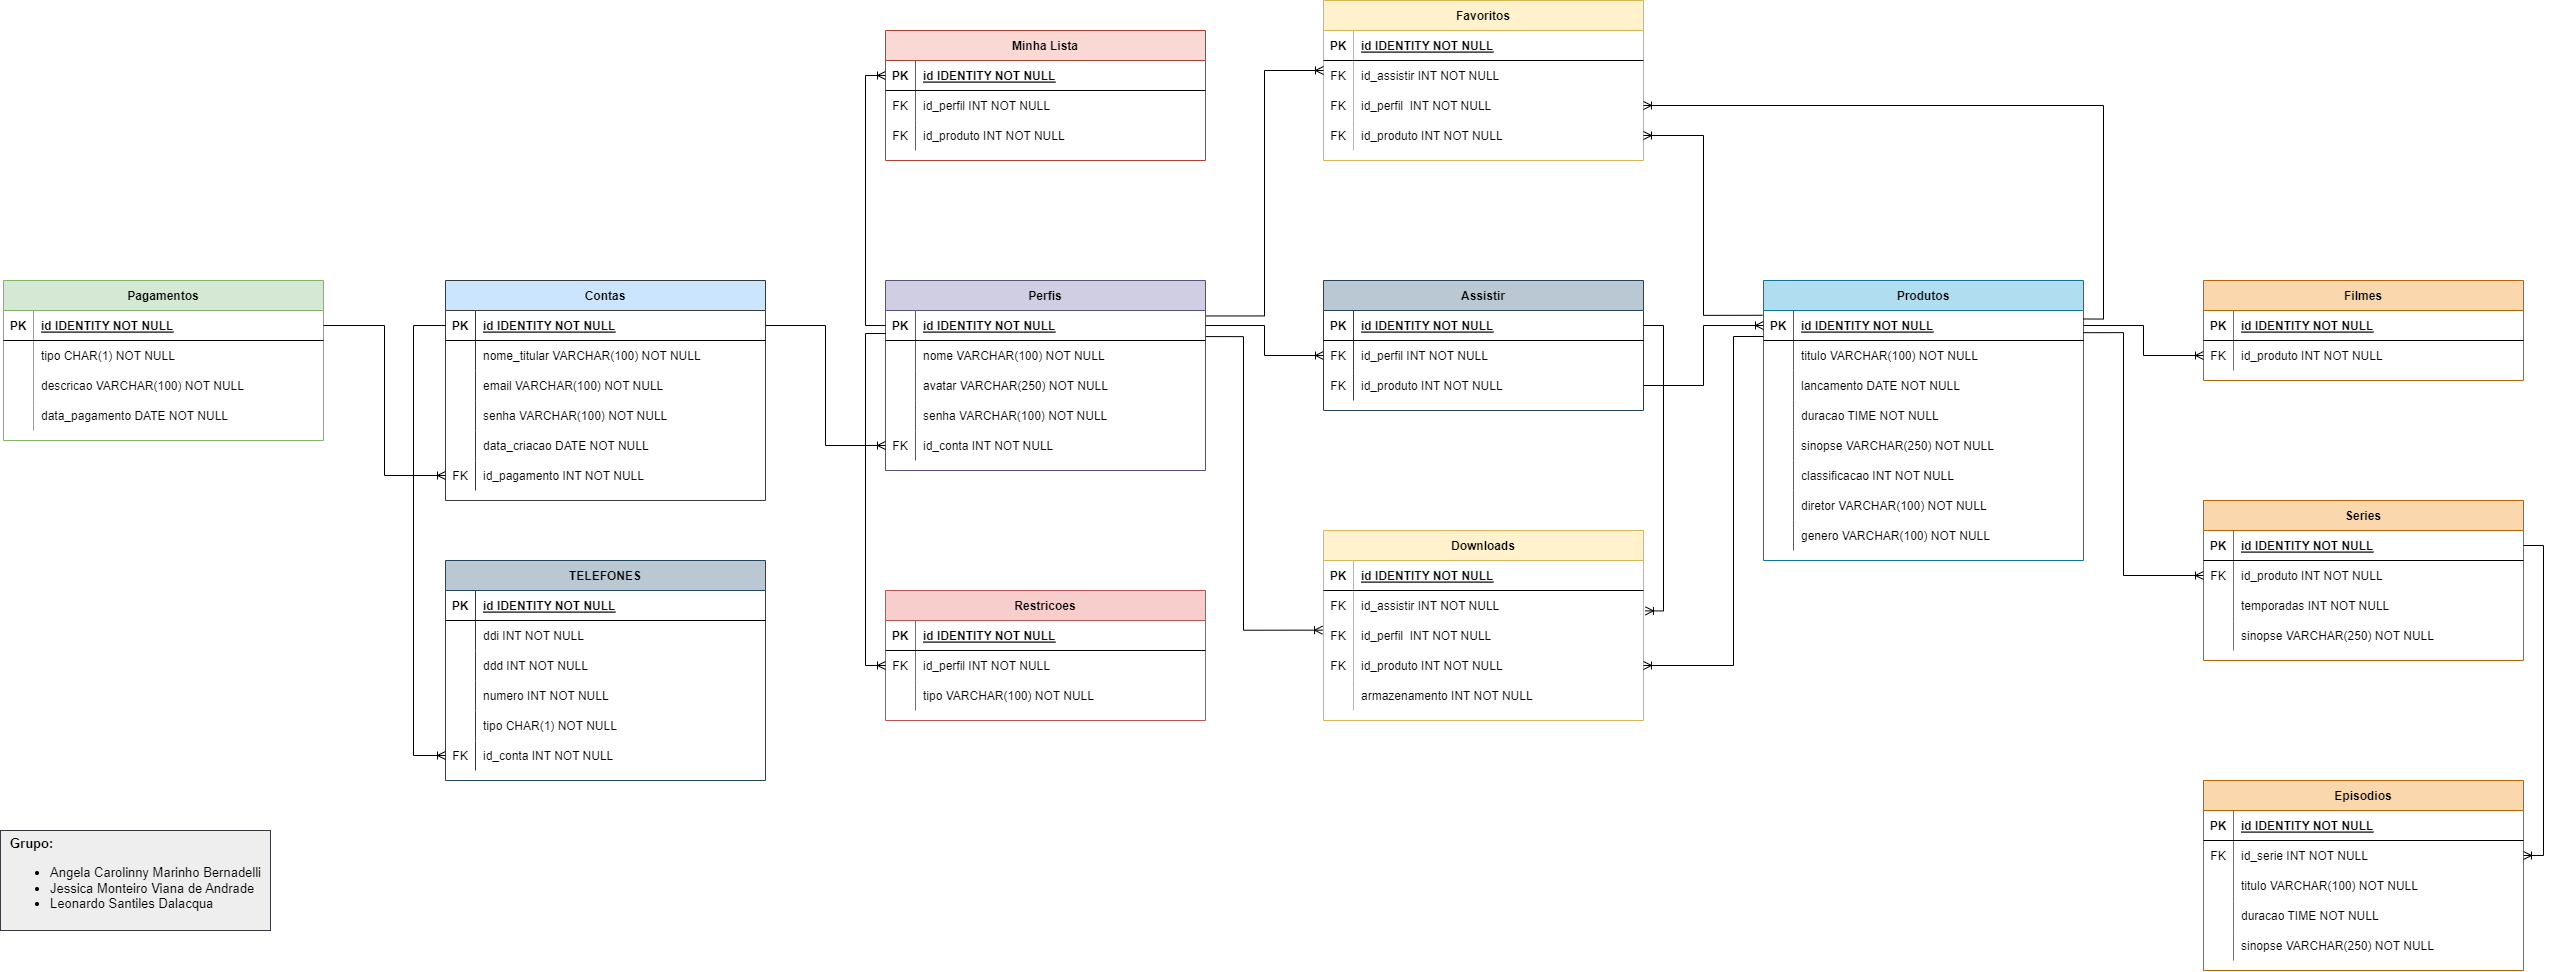 Favoritos
PK id IDENTITY NOT NULL
FK id_assistir INT NOT NULL
FK id_perfil INT NOT NULL
FK id_produto INT NOT NULL
Minha Lista
PK id IDENTITY NOT NULL
FK id_perfil INT NOT NULL
FK id_produto INT NOT NULL
Pagamentos
PK id IDENTITY NOT NULL
tipo CHAR(1) NOT NULL
descricao VARCHAR(100) NOT NULL
data_pagamento DATE NOT NULL
Contas
PK id IDENTITY NOT NULL
nome_titular VARCHAR(100) NOT NULL
email VARCHAR(100) NOT NULL
senha VARCHAR(100) NOT NULL
data_criacao DATE NOT NULL
FK id_pagamento INT NOT NULL
Perfis
PK id IDENTITY NOT NULL
nome VARCHAR(100) NOT NULL
avatar VARCHAR(250) NOT NULL
senha VARCHAR(100) NOT NULL
FK id_conta INT NOT NULL
Assistir
PK id IDENTITY NOT NULL
FK id_perfil INT NOT NULL
FK id_produto INT NOT NULL
Produtos
PK id IDENTITY NOT NULL
titulo VARCHAR(100) NOT NULL
lancamento DATE NOT NULL
duracao TIME NOT NULL
sinopse VARCHAR(250) NOT NULL
classificacao INT NOT NULL
diretor VARCHAR(100) NOT NULL
genero VARCHAR(100) NOT NULL
Filmes
PK id IDENTITY NOT NULL
FK id_produto INT NOT NULL
Series
PK id IDENTITY NOT NULL
FK id_produto INT NOT NULL
temporadas INT NOT NULL
sinopse VARCHAR(250) NOT NULL
TELEFONES
PK id IDENTITY NOT NULL
ddi INT NOT NULL
ddd INT NOT NULL
numero INT NOT NULL
tipo CHAR(1) NOT NULL
FK id_conta INT NOT NULL
Restricoes
PK id IDENTITY NOT NULL
FK id_perfil INT NOT NULL
tipo VARCHAR(100) NOT NULL
Downloads
PK id IDENTITY NOT NULL
FK id_assistir INT NOT NULL
FK id_perfil INT NOT NULL
FK id_produto INT NOT NULL
armazenamento INT NOT NULL
Episodios
PK id IDENTITY NOT NULL
FK id_serie INT NOT NULL
titulo VARCHAR(100) NOT NULL
duracao TIME NOT NULL
sinopse VARCHAR(250) NOT NULL
Grupo:
• Angela Carolinny Marinho Bernadelli
• Jessica Monteiro Viana de Andrade
• Leonardo Santiles Dalacqua